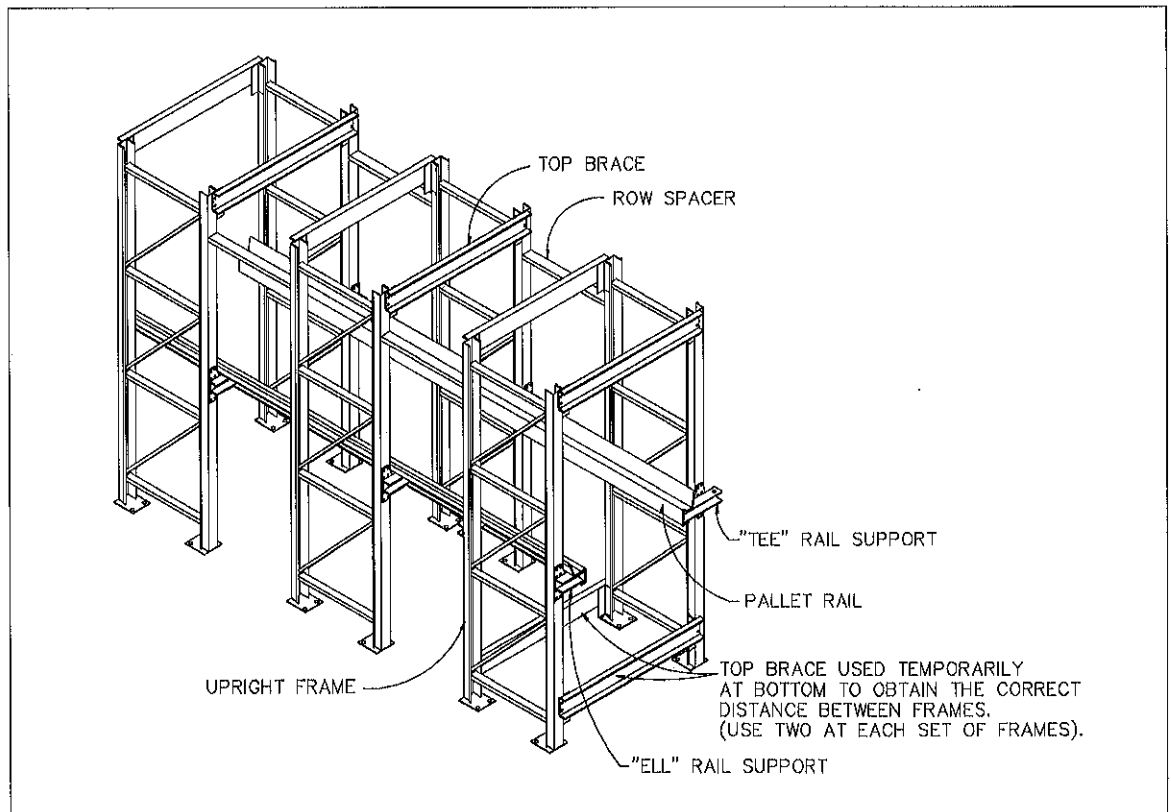 TOP BRACE
ROW SPACER
"TEE" RAIL SUPPORT
PALLET RAIL
UPRIGHT FRAME
TOP BRACE USED TEMPORARILY
AT BOTTOM TO OBTAIN THE CORRECT
DISTANCE BETWEEN FRAMES.
(USE TWO AT EACH SET OF FRAMES).
"ELL" RAIL SUPPORT